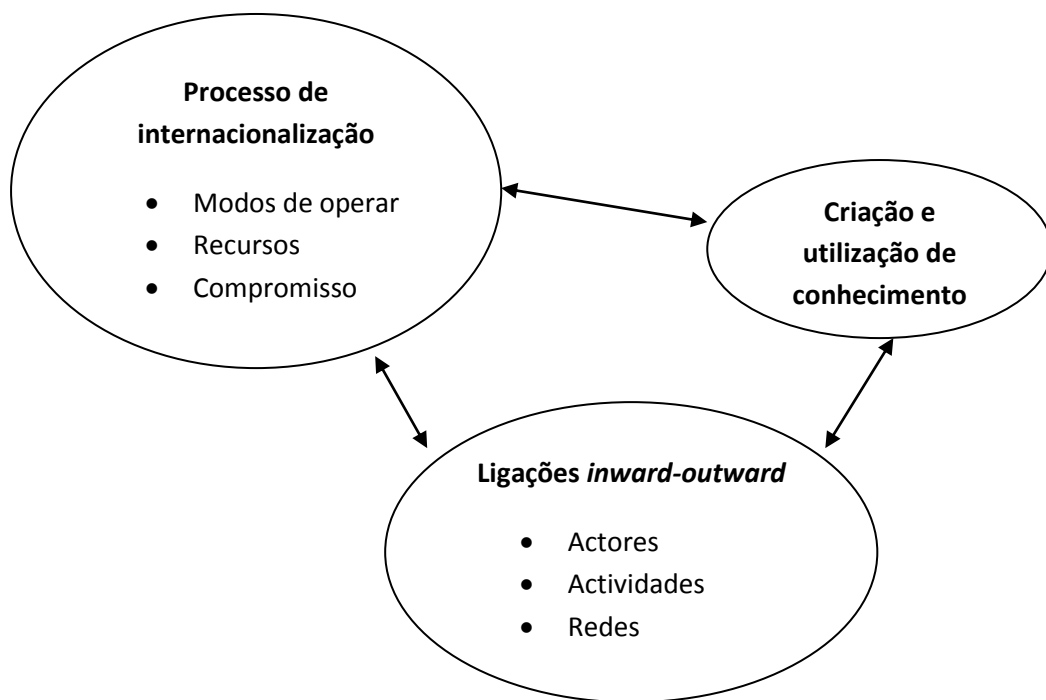 Processo de
internacionalização
• Modos de operar
• Recursos
• Compromisso
Criação e
utilização de
conhecimento
Ligações inward-outward
• Actores
• Actividades
• Redes